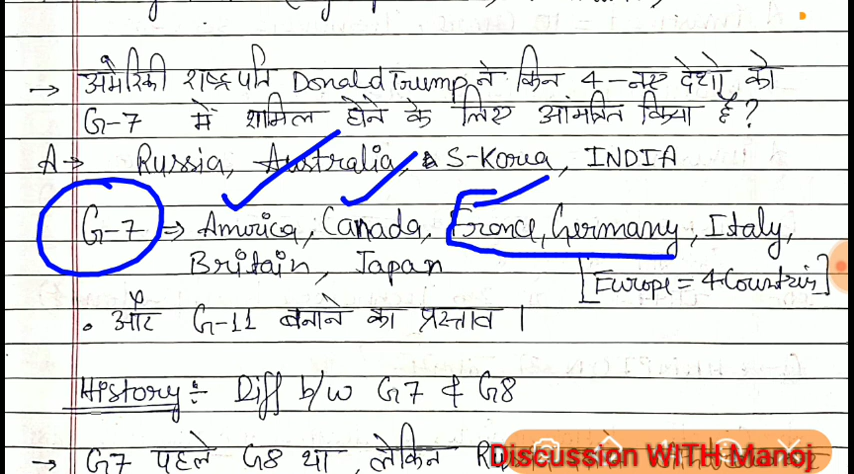 → अमेरिकी राष्ट्रपति Donald Trump ने किन 4-नए देशो को
G-7 में शामिल होने के लिए आंमत्रित किया है?
A→ Russia, Australia, & S-Korea, INDIA
G-7 ⇒ America, Canada, France, Germany, Italy,
Britain, Japan
[Europe = 4-Countries]
• और G-11 बनाने का प्रस्ताव।
History:- Diff b/w G7 & G8
→ G7 पहले G8 था, लेकिन
Discussion WITH Manoj